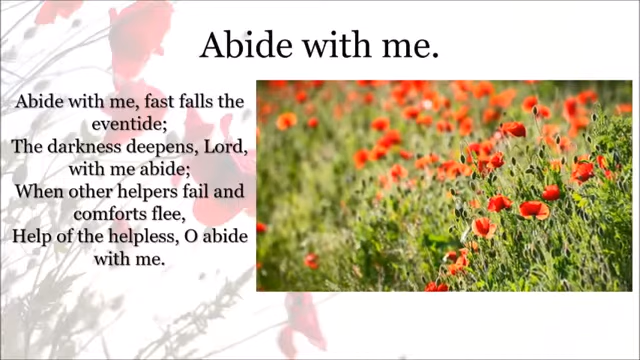 Abide with me.
Abide with me, fast falls the
eventide;
The darkness deepens, Lord,
with me abide;
When other helpers fail and
comforts flee,
Help of the helpless, O abide
with me.